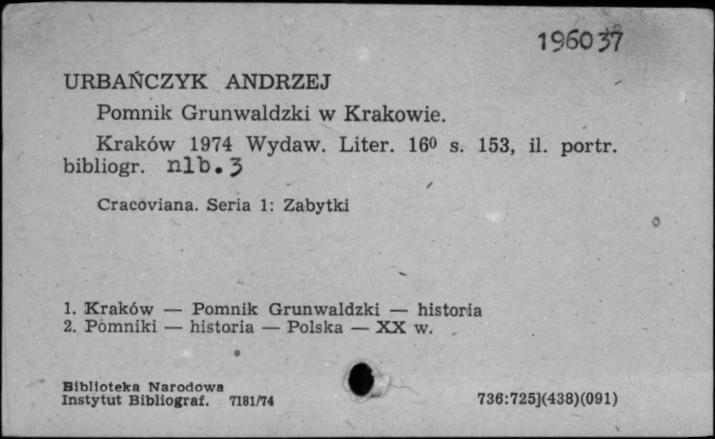 196037
URBAŃCZYK ANDRZEJ
Pomnik Grunwaldzki w Krakowie.
Kraków 1974 Wydaw. Liter. 16⁰ s. 153, il. portr.
bibliogr. nlb. 3
Cracoviana. Seria 1: Zabytki
1. Kraków — Pomnik Grunwaldzki — historia
2. Pomniki — historia — Polska — XX w.
Biblioteka Narodowa
Instytut Bibliograf. 7181/74 736:725](438)(091)